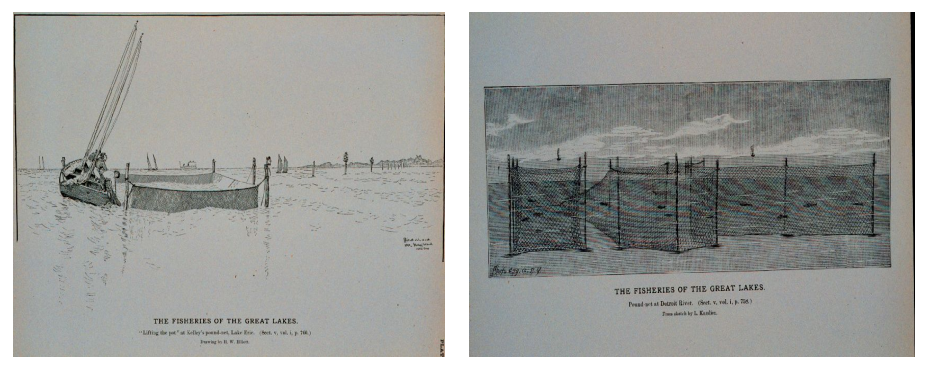 THE FISHERIES OF THE GREAT LAKES.
"Lifting the pot," at Kelley's pound-net, Lake Erie. (Sect. v, vol. i, p. 760.)
Drawing by H. W. Elliott.
THE FISHERIES OF THE GREAT LAKES.
Pound-net at Detroit River. (Sect. v, vol. i, p. 758.)
From sketch by L. Kumlien.